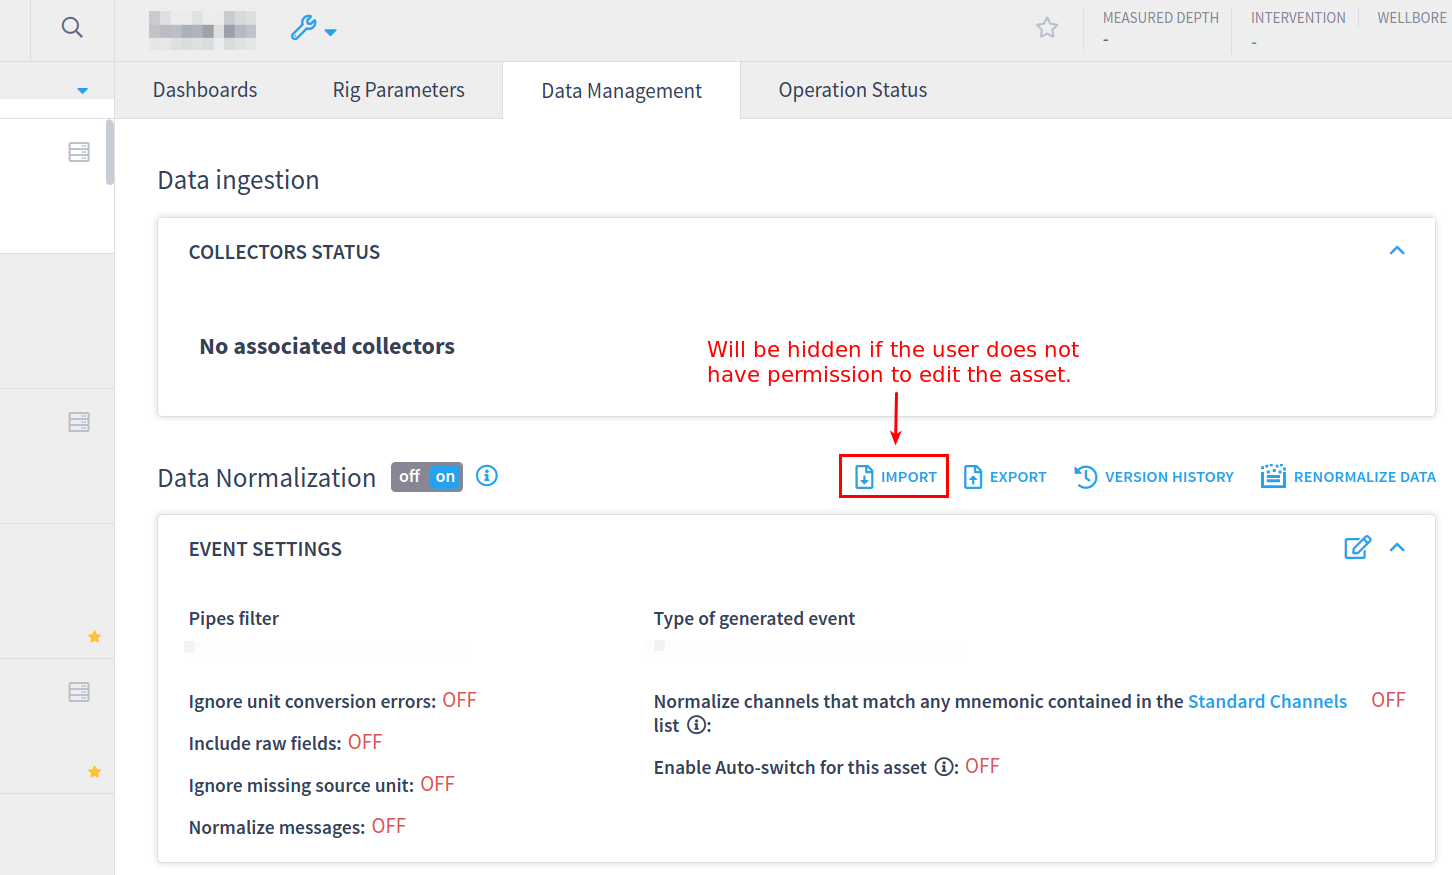 MEASURED DEPTH
-
INTERVENTION
-
WELLBORE
Dashboards
Rig Parameters
Data Management
Operation Status
Data ingestion
COLLECTORS STATUS
No associated collectors
Will be hidden if the user does not
have permission to edit the asset.
Data Normalization
off on
IMPORT
EXPORT
VERSION HISTORY
RENORMALIZE DATA
EVENT SETTINGS
Pipes filter
Type of generated event
Ignore unit conversion errors: OFF
Include raw fields: OFF
Ignore missing source unit: OFF
Normalize messages: OFF
Normalize channels that match any mnemonic contained in the Standard Channels OFF
list :
Enable Auto-switch for this asset : OFF